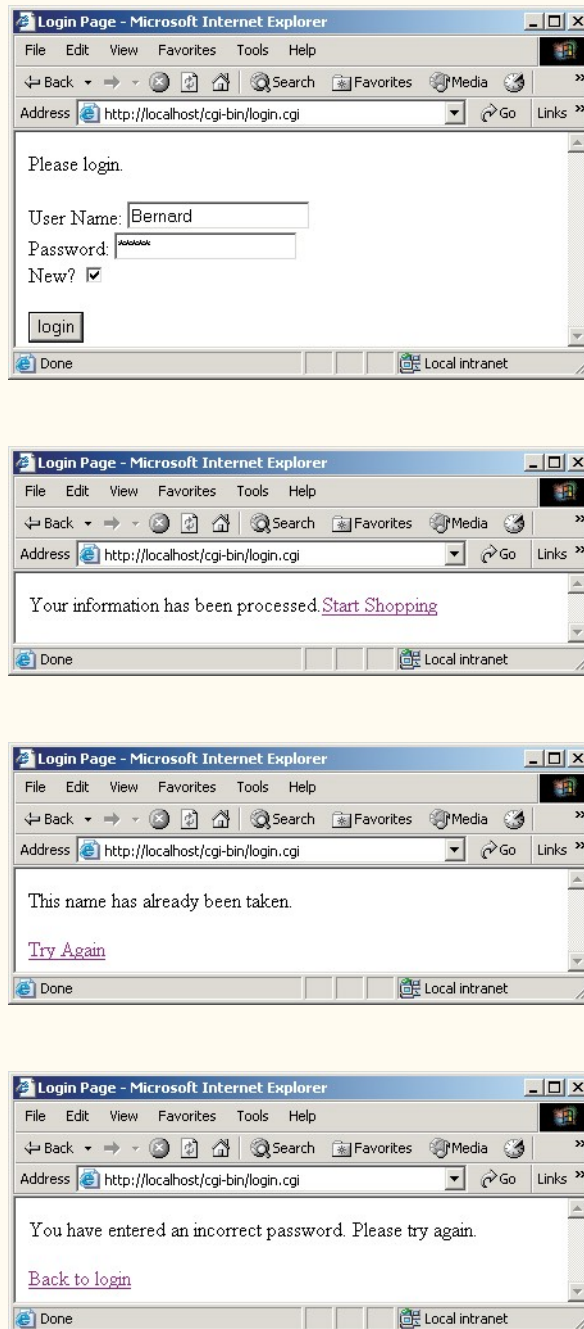 Login Page - Microsoft Internet Explorer
File Edit View Favorites Tools Help
Back Search Favorites Media »
Address http://localhost/cgi-bin/login.cgi Go Links »
Please login.
User Name: Bernard
Password: *****
New?
login
Done Local intranet
Login Page - Microsoft Internet Explorer
File Edit View Favorites Tools Help
Back Search Favorites Media »
Address http://localhost/cgi-bin/login.cgi Go Links »
Your information has been processed.Start Shopping
Done Local intranet
Login Page - Microsoft Internet Explorer
File Edit View Favorites Tools Help
Back Search Favorites Media »
Address http://localhost/cgi-bin/login.cgi Go Links »
This name has already been taken.
Try Again
Done Local intranet
Login Page - Microsoft Internet Explorer
File Edit View Favorites Tools Help
Back Search Favorites Media »
Address http://localhost/cgi-bin/login.cgi Go Links »
You have entered an incorrect password. Please try again.
Back to login
Done Local intranet